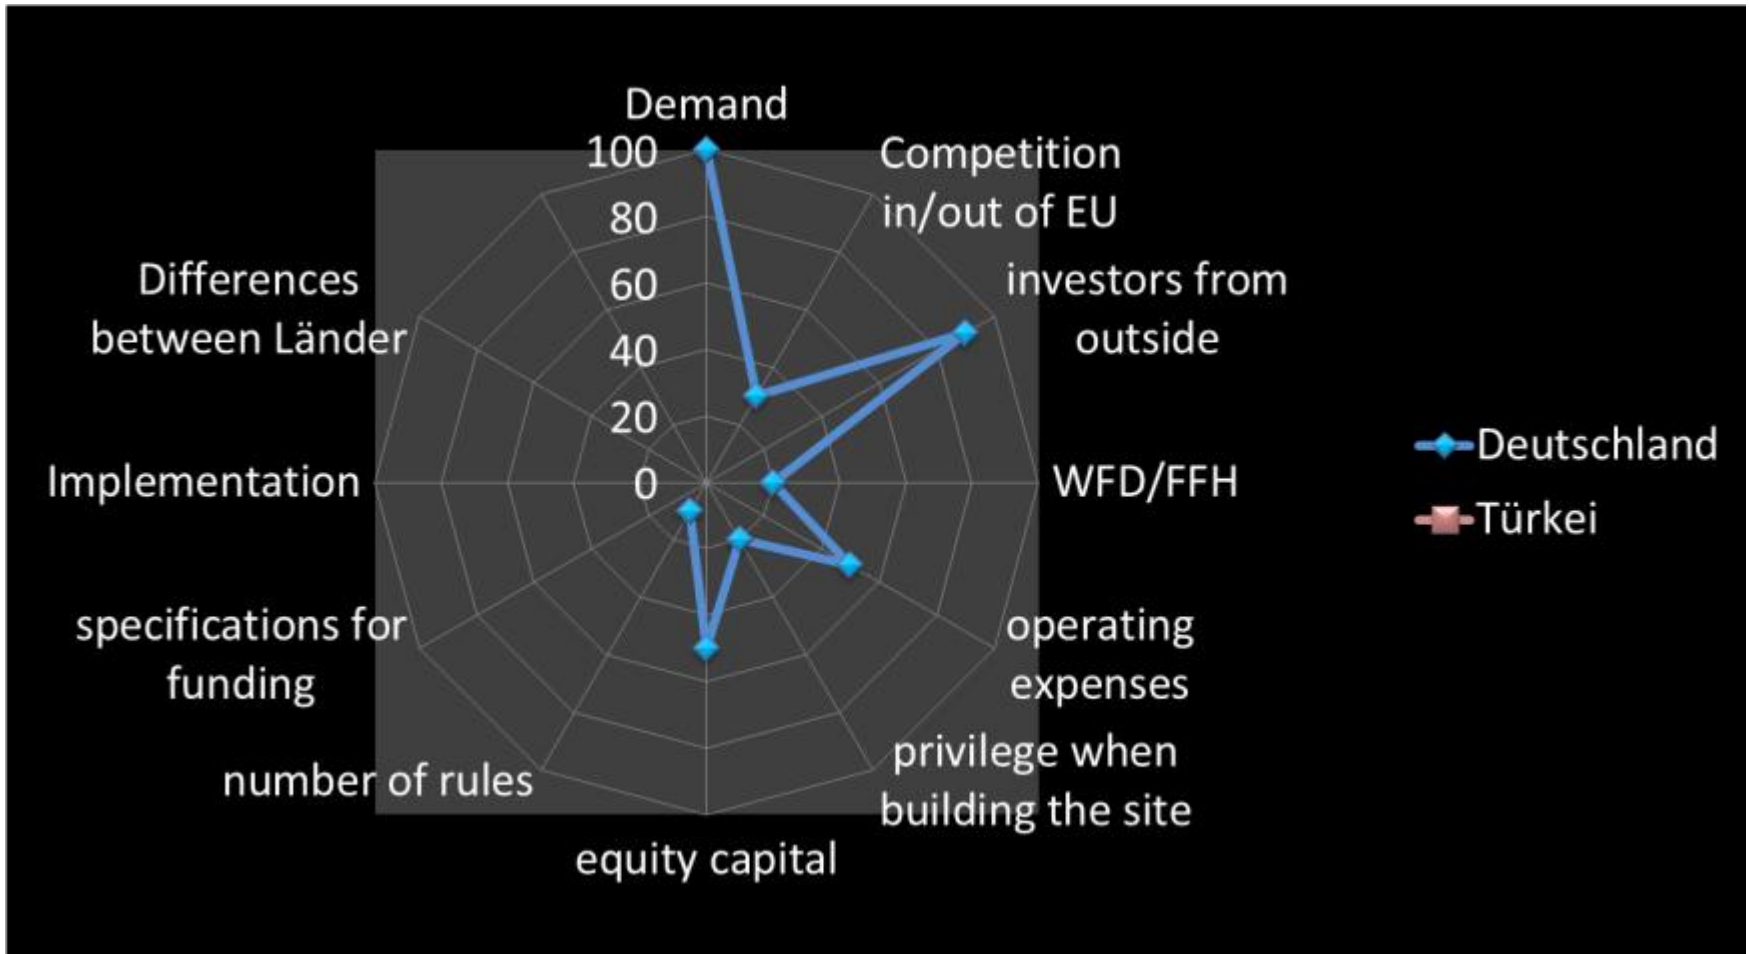 Demand
100
80
60
40
20
0
Competition
in/out of EU
investors from
outside
WFD/FFH
operating
expenses
privilege when
building the site
equity capital
number of rules
specifications for
funding
Implementation
Differences
between Länder
Deutschland
Türkei